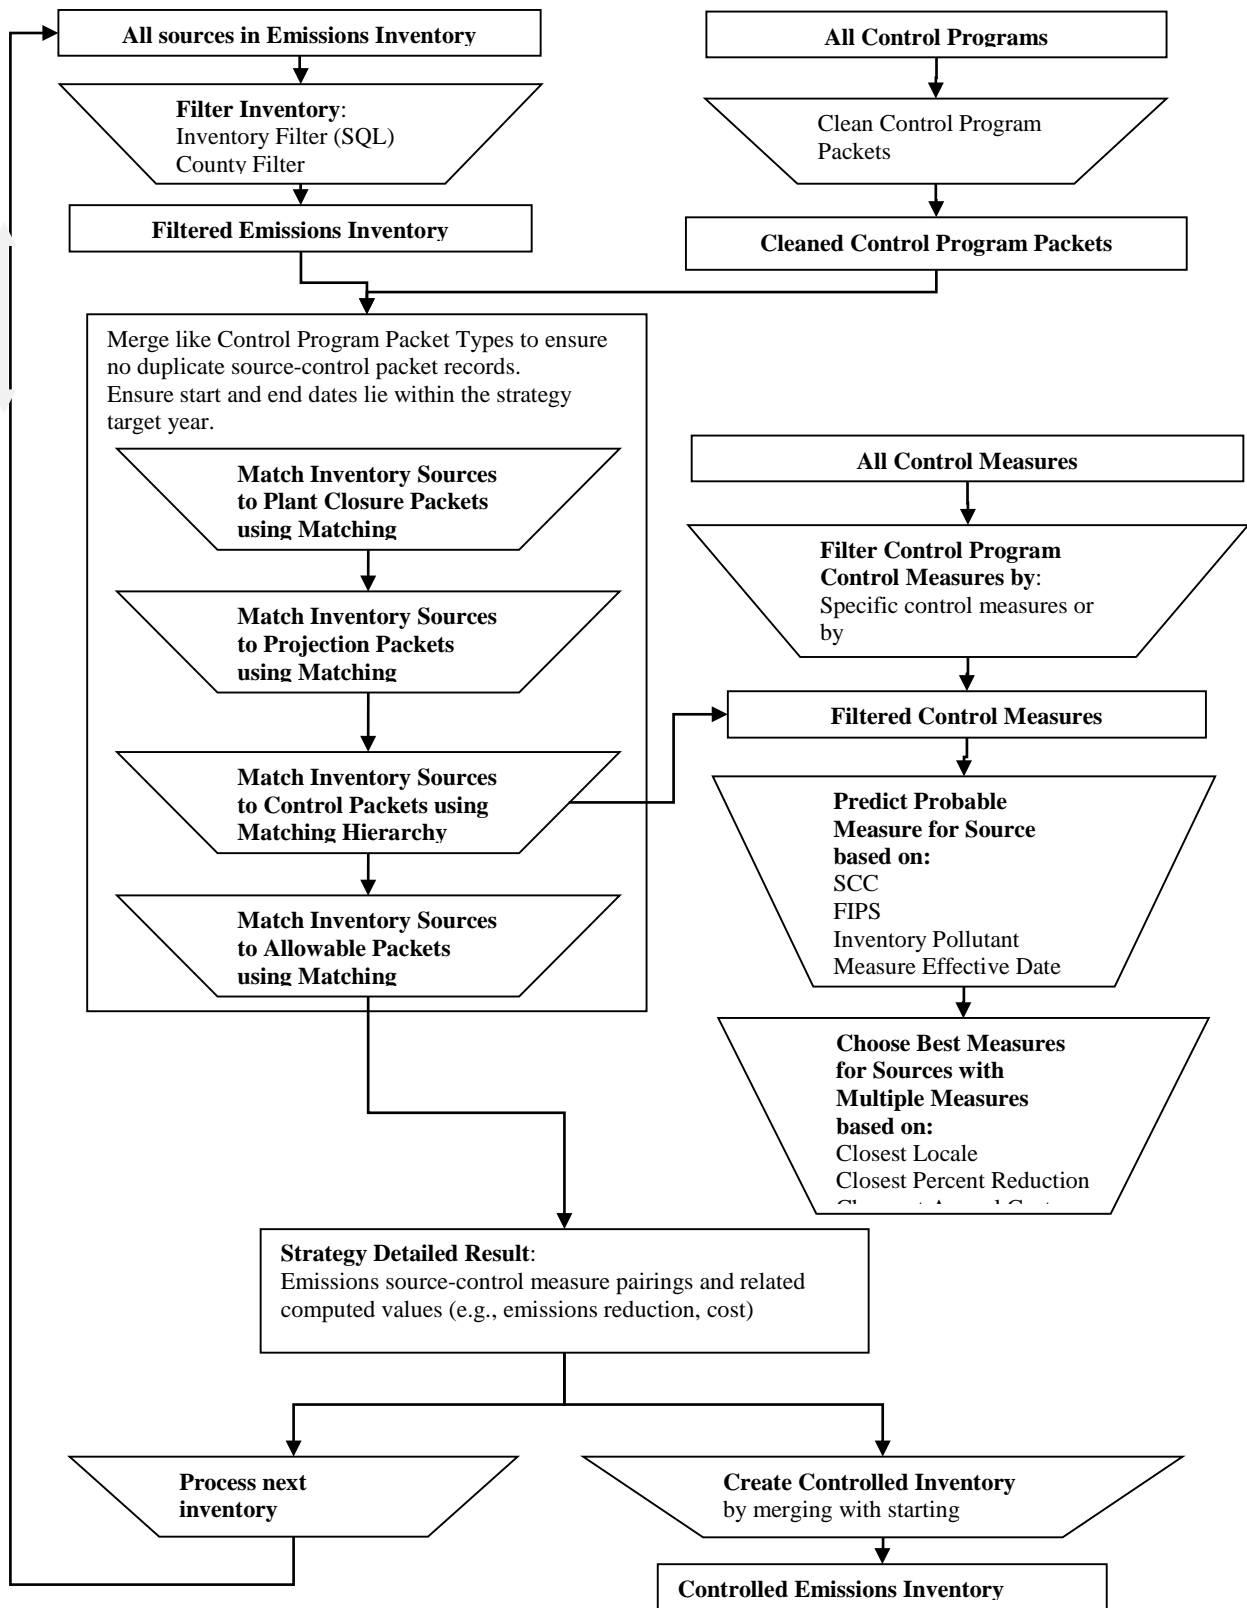 All sources in Emissions Inventory
All Control Programs
Filter Inventory:
Inventory Filter (SQL)
County Filter
Clean Control Program
Packets
Filtered Emissions Inventory
Cleaned Control Program Packets
Merge like Control Program Packet Types to ensure
no duplicate source-control packet records.
Ensure start and end dates lie within the strategy
target year.
Match Inventory Sources
to Plant Closure Packets
using Matching
Match Inventory Sources
to Projection Packets
using Matching
Match Inventory Sources
to Control Packets using
Matching Hierarchy
Match Inventory Sources
to Allowable Packets
using Matching
All Control Measures
Filter Control Program
Control Measures by:
Specific control measures or
by
Filtered Control Measures
Predict Probable
Measure for Source
based on:
SCC
FIPS
Inventory Pollutant
Measure Effective Date
Choose Best Measures
for Sources with
Multiple Measures
based on:
Closest Locale
Closest Percent Reduction
Strategy Detailed Result:
Emissions source-control measure pairings and related
computed values (e.g., emissions reduction, cost)
Process next
inventory
Create Controlled Inventory
by merging with starting
Controlled Emissions Inventory